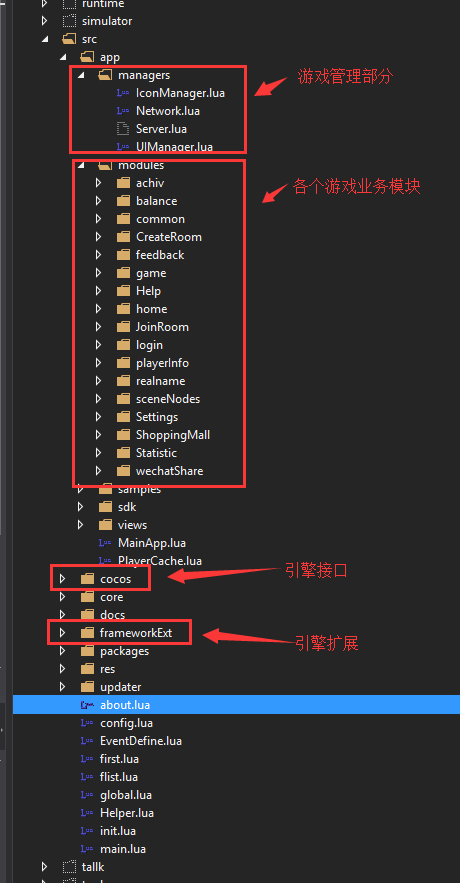 runtime
simulator
src
app
managers
游戏管理部分
IconManager.lua
Network.lua
Server.lua
UIManager.lua
modules
各个游戏业务模块
achiv
balance
common
CreateRoom
feedback
game
Help
home
JoinRoom
login
playerInfo
realname
sceneNodes
Settings
ShoppingMall
Statistic
wechatShare
samples
sdk
views
MainApp.lua
PlayerCache.lua
引擎接口
cocos
core
docs
frameworkExt
引擎扩展
packages
res
updater
about.lua
config.lua
EventDefine.lua
first.lua
flist.lua
global.lua
Helper.lua
init.lua
main.lua
tallk